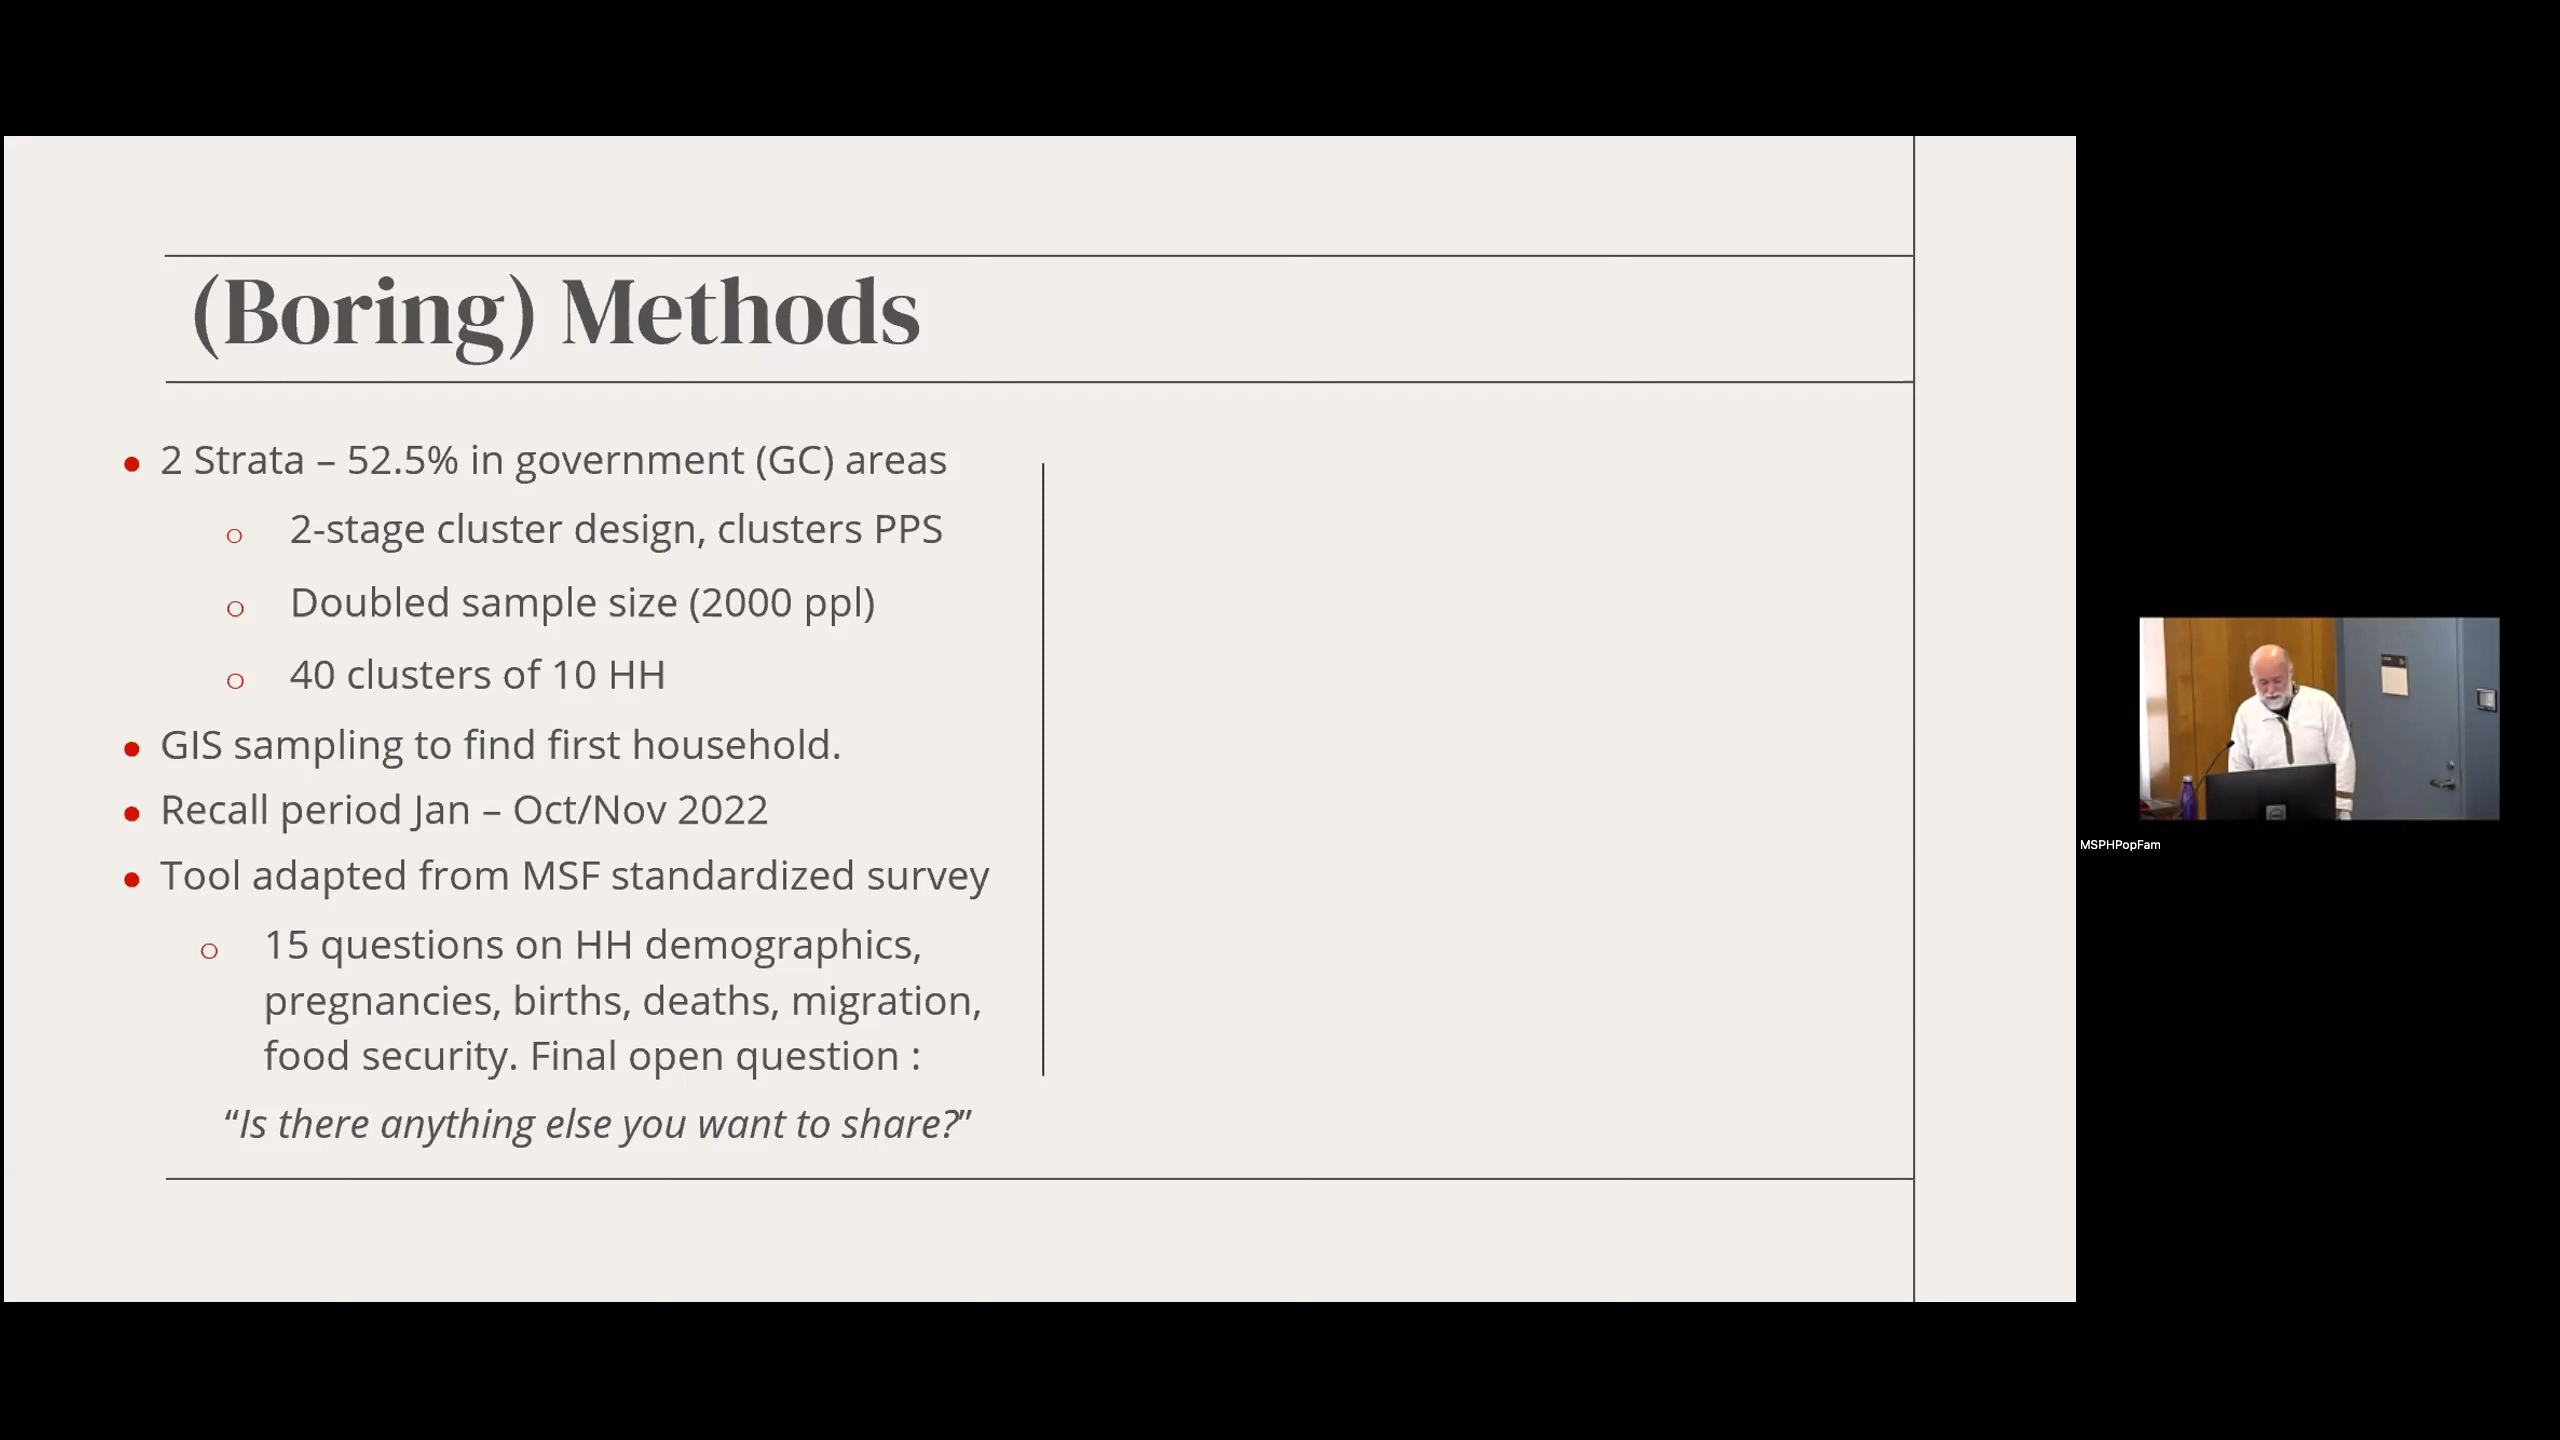 (Boring) Methods
• 2 Strata – 52.5% in government (GC) areas
o 2-stage cluster design, clusters PPS
o Doubled sample size (2000 ppl)
o 40 clusters of 10 HH
• GIS sampling to find first household.
• Recall period Jan – Oct/Nov 2022
• Tool adapted from MSF standardized survey
o 15 questions on HH demographics,
pregnancies, births, deaths, migration,
food security. Final open question :
“Is there anything else you want to share?”
MSPHPopFam